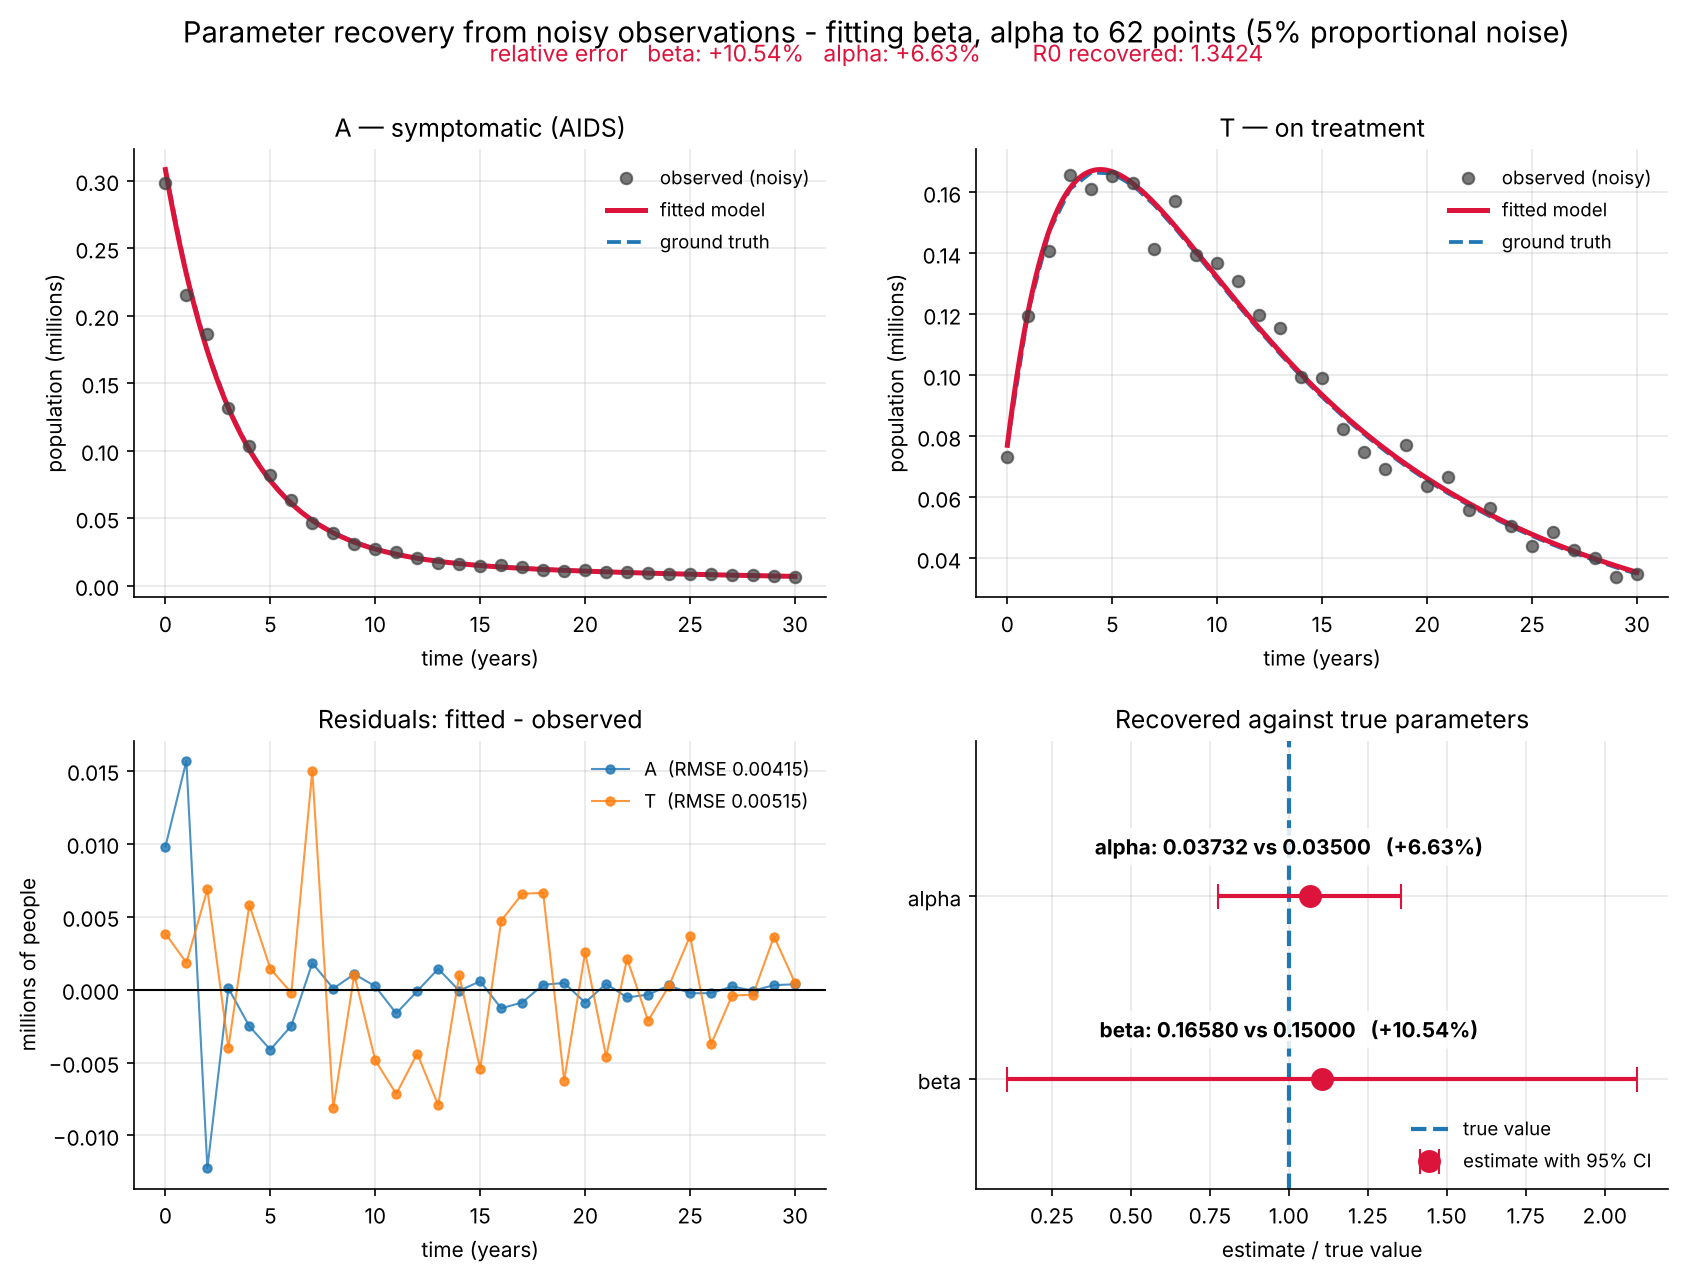 Parameter recovery from noisy observations - fitting beta, alpha to 62 points (5% proportional noise)
relative error beta: +10.54% alpha: +6.63% R0 recovered: 1.3424
A — symptomatic (AIDS)
population (millions)
0.30
0.25
0.20
0.15
0.10
0.05
0.00
observed (noisy)
fitted model
ground truth
0 5 10 15 20 25 30
time (years)
T — on treatment
population (millions)
0.16
0.14
0.12
0.10
0.08
0.06
0.04
observed (noisy)
fitted model
ground truth
0 5 10 15 20 25 30
time (years)
Residuals: fitted - observed
millions of people
0.015
0.010
0.005
0.000
−0.005
−0.010
A (RMSE 0.00415)
T (RMSE 0.00515)
0 5 10 15 20 25 30
time (years)
Recovered against true parameters
alpha: 0.03732 vs 0.03500 (+6.63%)
alpha
beta: 0.16580 vs 0.15000 (+10.54%)
beta
true value
estimate with 95% CI
0.25 0.50 0.75 1.00 1.25 1.50 1.75 2.00
estimate / true value